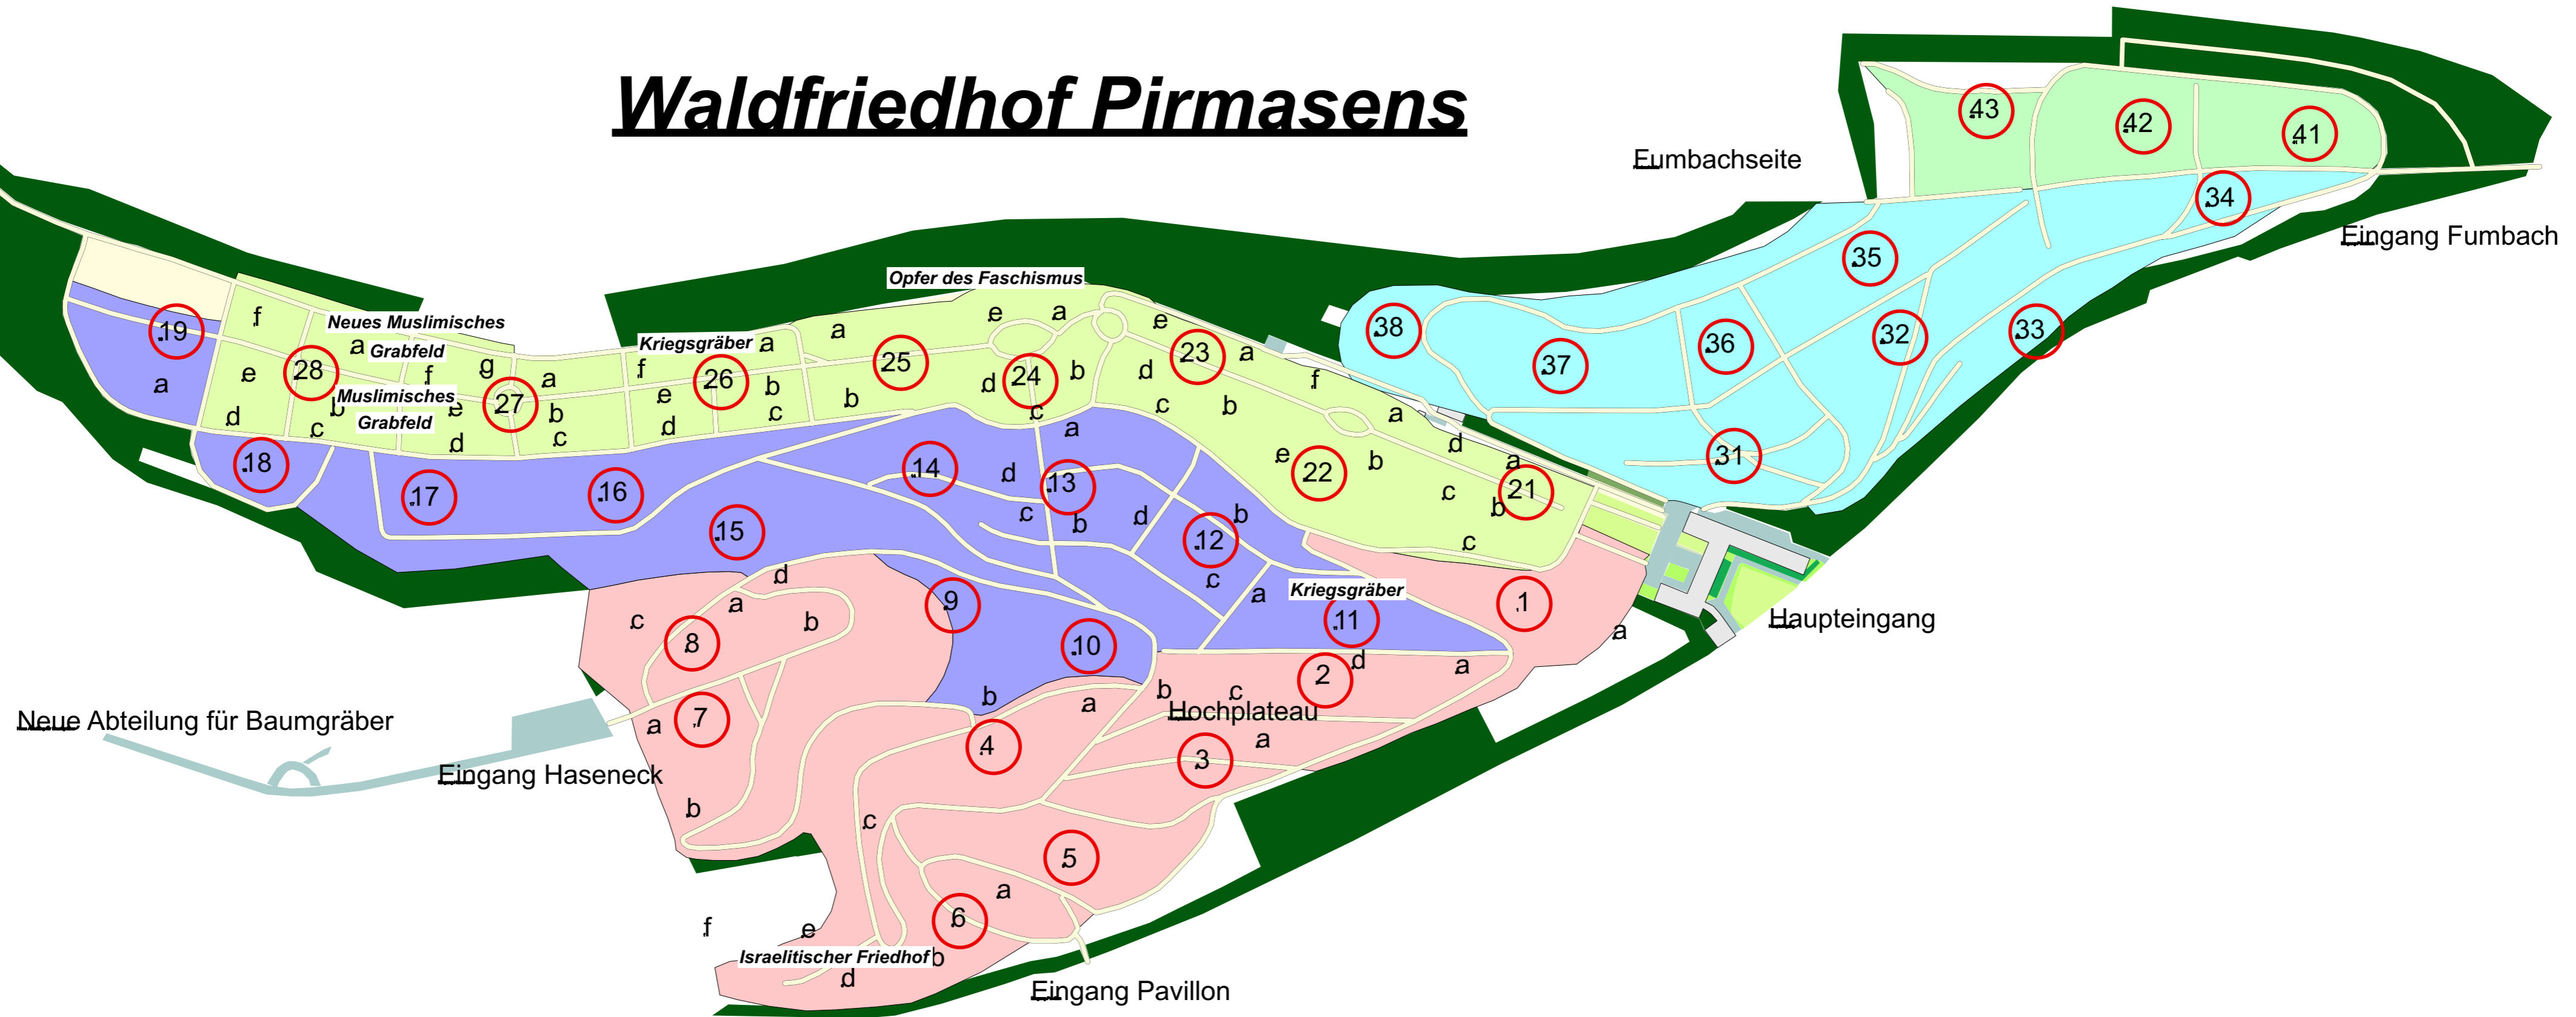 Waldfriedhof Pirmasens
43
42
41
Fumbachseite
34
Eingang Fumbach
35
Opfer des Faschismus
19
f
Neues Muslimisches
a
Grabfeld
g
f
Kriegsgräber
a
a
e
a
e
23
a
38
36
32
33
37
a
e
28
f
a
26
25
24
b
d
f
d
Muslimisches
b
e
27
b
e
b
b
d
c
c
b
a
d
c
Grabfeld
d
c
d
c
a
d
a
18
17
16
14
d
13
e
22
b
c
21
b
31
15
c
b
d
12
b
c
c
a
Kriegsgräber
11
1
a
Haupteingang
d
a
c
8
b
9
10
2
d
a
b
c
Hochplateau
Neue Abteilung für Baumgräber
a
7
b
a
4
3
a
Eingang Haseneck
b
c
5
a
6
f
e
Israelitischer Friedhof
b
d
Eingang Pavillon